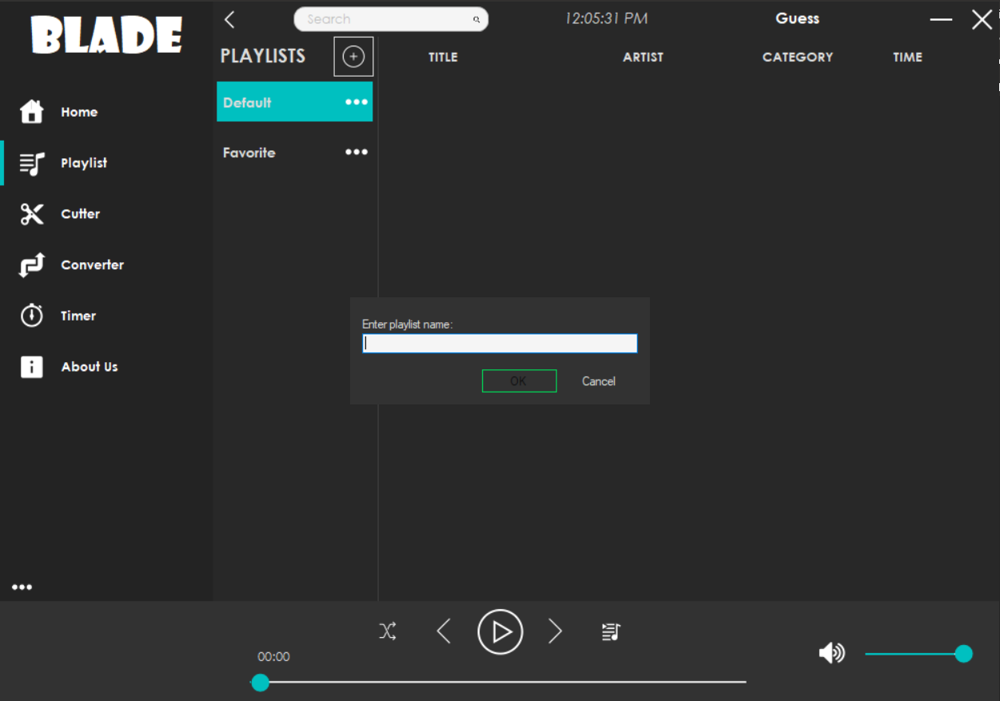 BLADE
Search
12:05:31 PM
Guess
PLAYLISTS
TITLE
ARTIST
CATEGORY
TIME
Home
Playlist
Cutter
Converter
Timer
About Us
Default
Favorite
Enter playlist name:
OK
Cancel
00:00